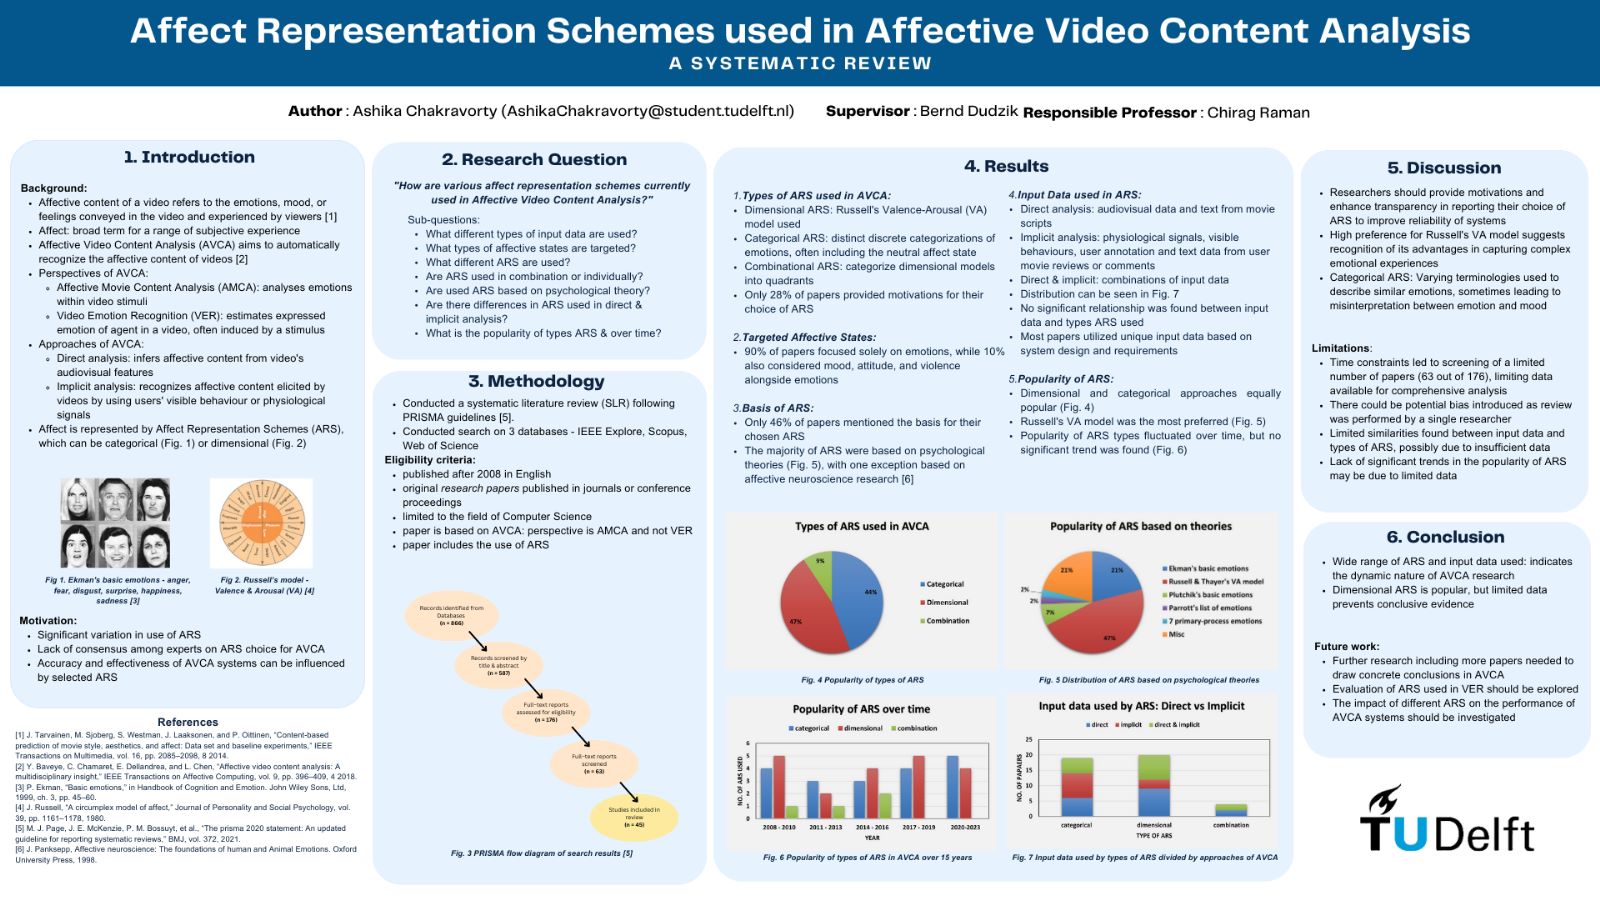 Affect Representation Schemes used in Affective Video Content Analysis
A SYSTEMATIC REVIEW
Author : Ashika Chakravorty (AshikaChakravorty@student.tudelft.nl)
Supervisor : Bernd Dudzik
Responsible Professor : Chirag Raman
1. Introduction
Background:
• Affective content of a video refers to the emotions, mood, or
feelings conveyed in the video and experienced by viewers [1]
• Affect: broad term for a range of subjective experience
• Affective Video Content Analysis (AVCA) aims to automatically
recognize the affective content of videos [2]
• Perspectives of AVCA:
◦ Affective Movie Content Analysis (AMCA): analyses emotions
within video stimuli
◦ Video Emotion Recognition (VER): estimates expressed
emotion of agent in a video, often induced by a stimulus
• Approaches of AVCA:
◦ Direct analysis: infers affective content from video's
audiovisual features
◦ Implicit analysis: recognizes affective content elicited by
videos by using users' visible behaviour or physiological
signals
• Affect is represented by Affect Representation Schemes (ARS),
which can be categorical (Fig. 1) or dimensional (Fig. 2)
Fig 1. Ekman's basic emotions - anger,
fear, disgust, surprise, happiness,
sadness [3]
Fig 2. Russell's model -
Valence & Arousal (VA) [4]
Motivation:
• Significant variation in use of ARS
• Lack of consensus among experts on ARS choice for AVCA
• Accuracy and effectiveness of AVCA systems can be influenced
by selected ARS
References
[1] J. Tarvainen, M. Sjoberg, S. Westman, J. Laaksonen, and P. Oittinen, “Content-based
prediction of movie style, aesthetics, and affect: Data set and baseline experiments,” IEEE
Transactions on Multimedia, vol. 16, pp. 2085–2098, 8 2014.
[2] Y. Baveye, C. Chamaret, E. Dellandrea, and L. Chen, “Affective video content analysis: A
multidisciplinary insight,” IEEE Transactions on Affective Computing, vol. 9, pp. 396–409, 4 2018.
[3] P. Ekman, “Basic emotions,” in Handbook of Cognition and Emotion. John Wiley Sons, Ltd,
1999, ch. 3, pp. 45–60.
[4] J. Russell, “A circumplex model of affect,” Journal of Personality and Social Psychology, vol.
39, pp. 1161–1178, 1980.
[5] M. J. Page, J. E. McKenzie, P. M. Bossuyt, et al., “The prisma 2020 statement: An updated
guideline for reporting systematic reviews,” BMJ, vol. 372, 2021.
[6] J. Panksepp, Affective neuroscience: The foundations of human and Animal Emotions. Oxford
University Press, 1998.
2. Research Question
"How are various affect representation schemes currently
used in Affective Video Content Analysis?"
Sub-questions:
• What different types of input data are used?
• What types of affective states are targeted?
• What different ARS are used?
• Are ARS used in combination or individually?
• Are used ARS based on psychological theory?
• Are there differences in ARS used in direct &
implicit analysis?
• What is the popularity of types ARS & over time?
3. Methodology
• Conducted a systematic literature review (SLR) following
PRISMA guidelines [5].
• Conducted search on 3 databases - IEEE Explore, Scopus,
Web of Science
Eligibility criteria:
• published after 2008 in English
• original research papers published in journals or conference
proceedings
• limited to the field of Computer Science
• paper is based on AVCA: perspective is AMCA and not VER
• paper includes the use of ARS
Records identified from
Databases
(n = 866)
Records screened by
title & abstract
(n = 587)
Full-text reports
assessed for eligibility
(n = 176)
Full-text reports
screened
(n = 63)
Studies included in
review
(n = 45)
Fig. 3 PRISMA flow diagram of search results [5]
4. Results
1.Types of ARS used in AVCA:
• Dimensional ARS: Russell's Valence-Arousal (VA)
model used
• Categorical ARS: distinct discrete categorizations of
emotions, often including the neutral affect state
• Combinational ARS: categorize dimensional models
into quadrants
• Only 28% of papers provided motivations for their
choice of ARS
2.Targeted Affective States:
• 90% of papers focused solely on emotions, while 10%
also considered mood, attitude, and violence
alongside emotions
3.Basis of ARS:
• Only 46% of papers mentioned the basis for their
chosen ARS
• The majority of ARS were based on psychological
theories (Fig. 5), with one exception based on
affective neuroscience research [6]
4.Input Data used in ARS:
• Direct analysis: audiovisual data and text from movie
scripts
• Implicit analysis: physiological signals, visible
behaviours, user annotation and text data from user
movie reviews or comments
• Direct & implicit: combinations of input data
• Distribution can be seen in Fig. 7
• No significant relationship was found between input
data and types ARS used
• Most papers utilized unique input data based on
system design and requirements
5.Popularity of ARS:
• Dimensional and categorical approaches equally
popular (Fig. 4)
• Russell's VA model was the most preferred (Fig. 5)
• Popularity of ARS types fluctuated over time, but no
significant trend was found (Fig. 6)
Types of ARS used in AVCA
9%
44%
47%
Categorical
Dimensional
Combination
Fig. 4 Popularity of types of ARS
Popularity of ARS based on theories
21%
21%
2%
2%
7%
47%
Ekman's basic emotions
Russell & Thayer's VA model
Plutchik's basic emotions
Parrott's list of emotions
7 primary-process emotions
Misc
Fig. 5 Distribution of ARS based on psychological theories
Popularity of ARS over time
categorical dimensional combination
NO. OF ARS USED
6
5
4
3
2
1
0
2008 - 2010 2011 - 2013 2014 - 2016 2017 - 2019 2020-2023
YEAR
Fig. 6 Popularity of types of ARS in AVCA over 15 years
Input data used by ARS: Direct vs Implicit
direct implicit direct & implicit
NO. OF PAPAERS
25
20
15
10
5
0
categorical dimensional combination
TYPE OF ARS
Fig. 7 Input data used by types of ARS divided by approaches of AVCA
5. Discussion
• Researchers should provide motivations and
enhance transparency in reporting their choice of
ARS to improve reliability of systems
• High preference for Russell's VA model suggests
recognition of its advantages in capturing complex
emotional experiences
• Categorical ARS: Varying terminologies used to
describe similar emotions, sometimes leading to
misinterpretation between emotion and mood
Limitations:
• Time constraints led to screening of a limited
number of papers (63 out of 176), limiting data
available for comprehensive analysis
• There could be potential bias introduced as review
was performed by a single researcher
• Limited similarities found between input data and
types of ARS, possibly due to insufficient data
• Lack of significant trends in the popularity of ARS
may be due to limited data
6. Conclusion
• Wide range of ARS and input data used: indicates
the dynamic nature of AVCA research
• Dimensional ARS is popular, but limited data
prevents conclusive evidence
Future work:
• Further research including more papers needed to
draw concrete conclusions in AVCA
• Evaluation of ARS used in VER should be explored
• The impact of different ARS on the performance of
AVCA systems should be investigated
TUDelft